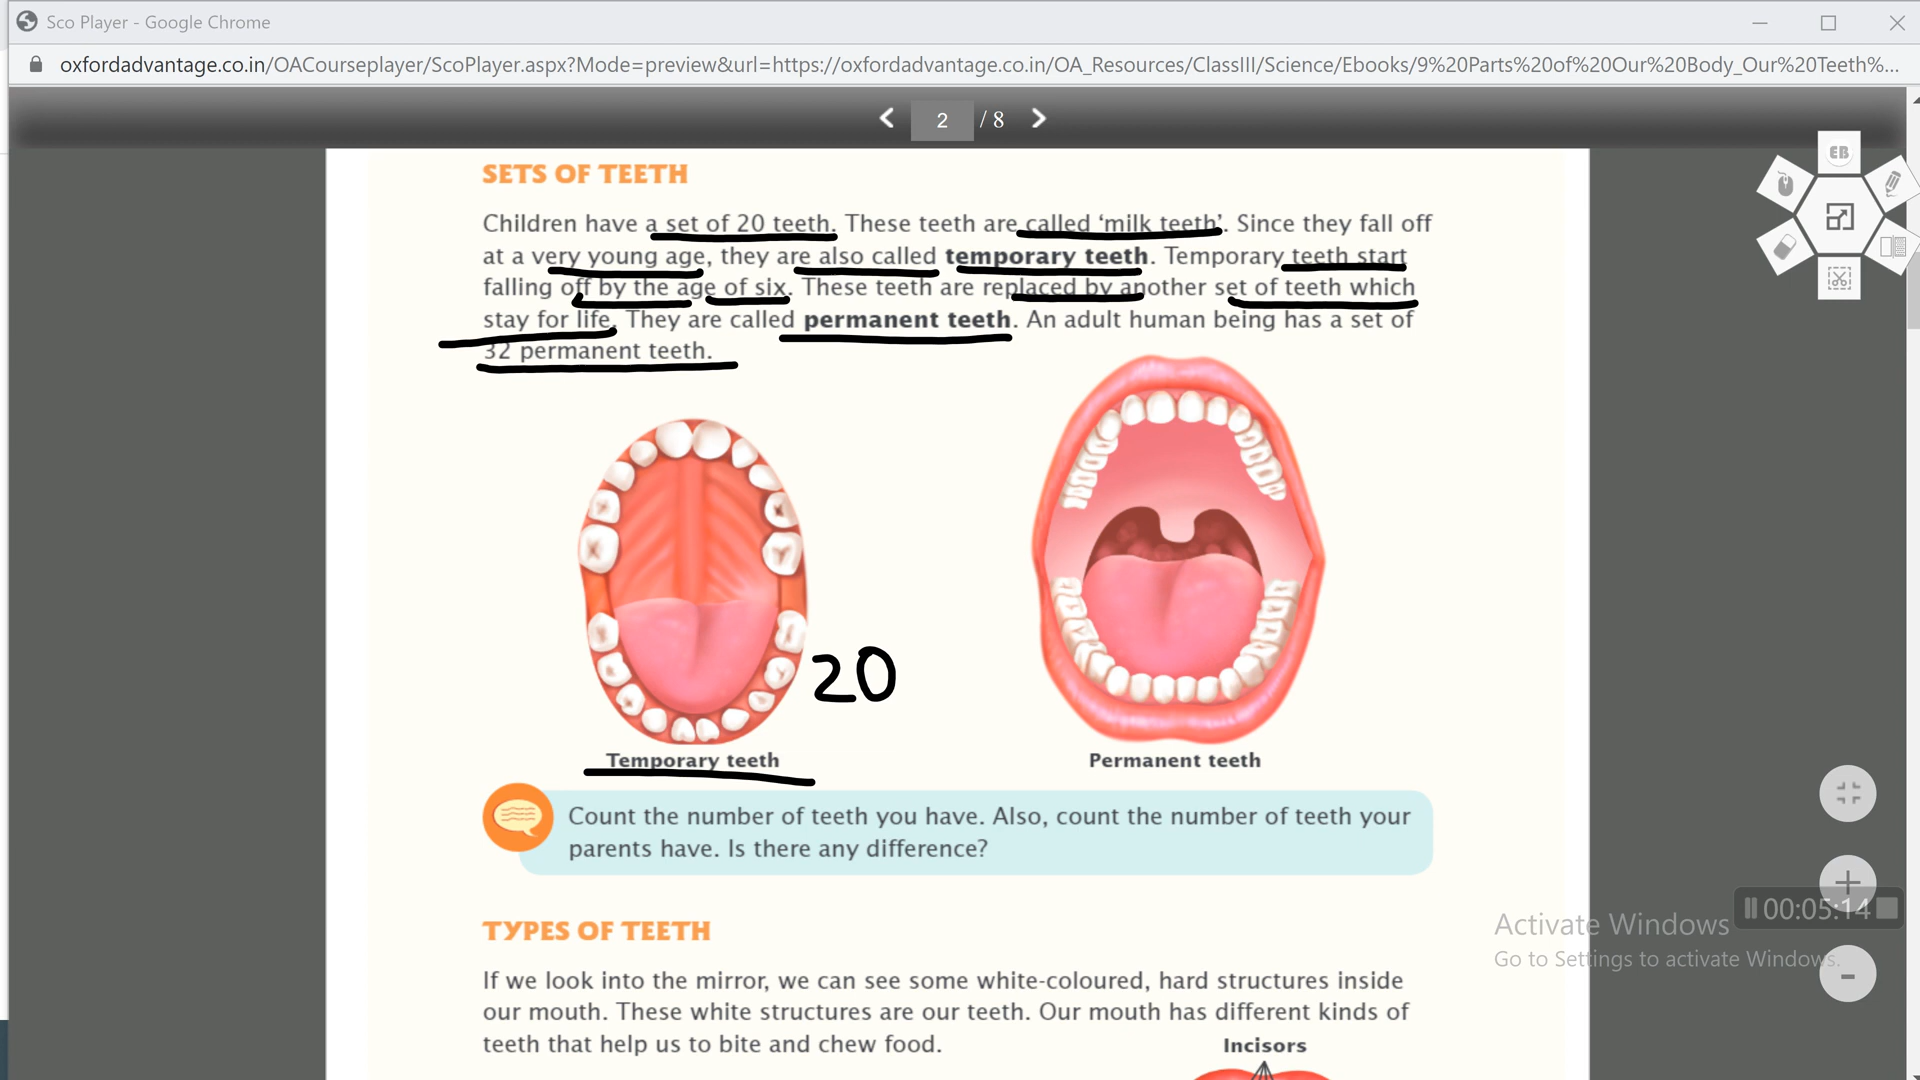 Sco Player - Google Chrome
oxfordadvantage.co.in/OACourseplayer/ScoPlayer.aspx?Mode=preview&url=https://oxfordadvantage.co.in/OA_Resources/ClassIII/Science/Ebooks/9%20Parts%20of%20Our%20Body_Our%20Teeth%...
2 / 8
EB
SETS OF TEETH
Children have a set of 20 teeth. These teeth are called ‘milk teeth’. Since they fall off
at a very young age, they are also called temporary teeth. Temporary teeth start
falling off by the age of six. These teeth are replaced by another set of teeth which
stay for life. They are called permanent teeth. An adult human being has a set of
32 permanent teeth.
20
Temporary teeth
Permanent teeth
Count the number of teeth you have. Also, count the number of teeth your
parents have. Is there any difference?
00:05:14
Activate Windows
Go to Settings to activate Windows.
TYPES OF TEETH
If we look into the mirror, we can see some white-coloured, hard structures inside
our mouth. These white structures are our teeth. Our mouth has different kinds of
teeth that help us to bite and chew food.
Incisors